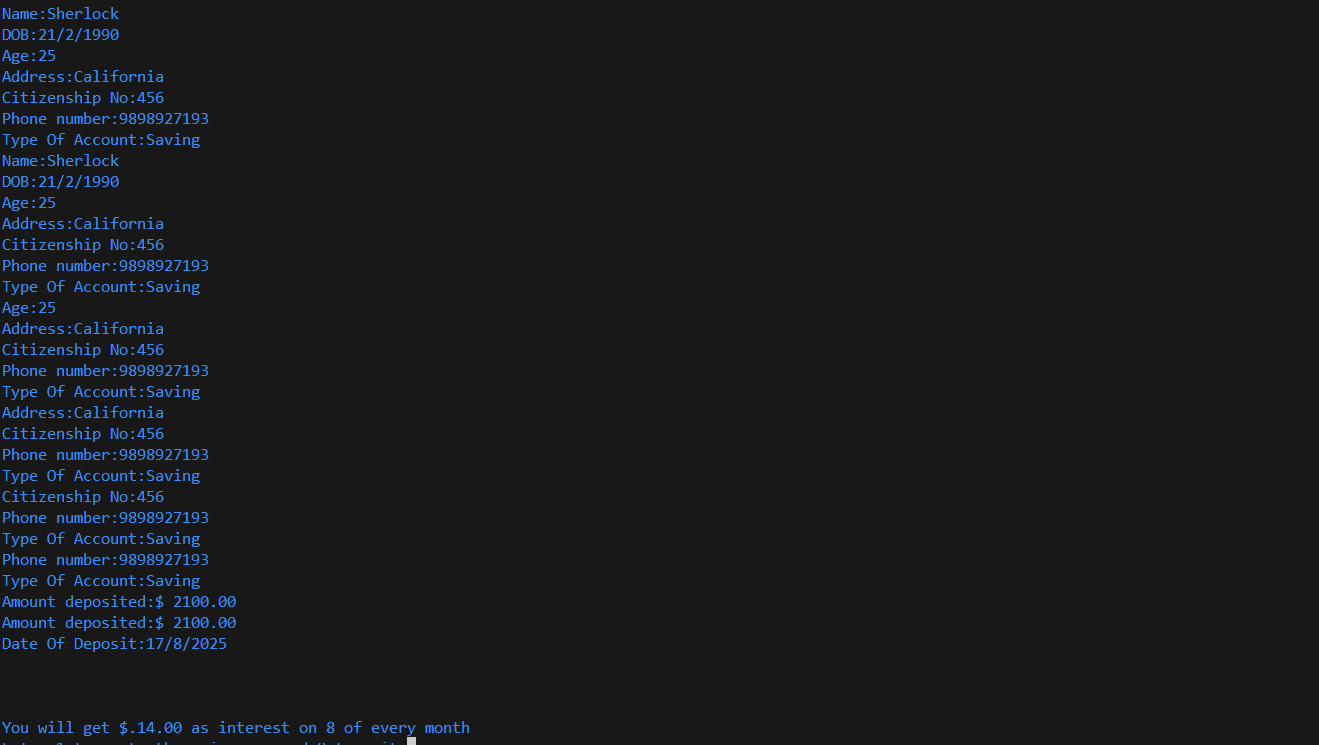 Name:Sherlock
DOB:21/2/1990
Age:25
Address:California
Citizenship No:456
Phone number:9898927193
Type Of Account:Saving
Name:Sherlock
DOB:21/2/1990
Age:25
Address:California
Citizenship No:456
Phone number:9898927193
Type Of Account:Saving
Age:25
Address:California
Citizenship No:456
Phone number:9898927193
Type Of Account:Saving
Address:California
Citizenship No:456
Phone number:9898927193
Type Of Account:Saving
Citizenship No:456
Phone number:9898927193
Type Of Account:Saving
Phone number:9898927193
Type Of Account:Saving
Amount deposited:$ 2100.00
Amount deposited:$ 2100.00
Date Of Deposit:17/8/2025
You will get $.14.00 as interest on 8 of every month